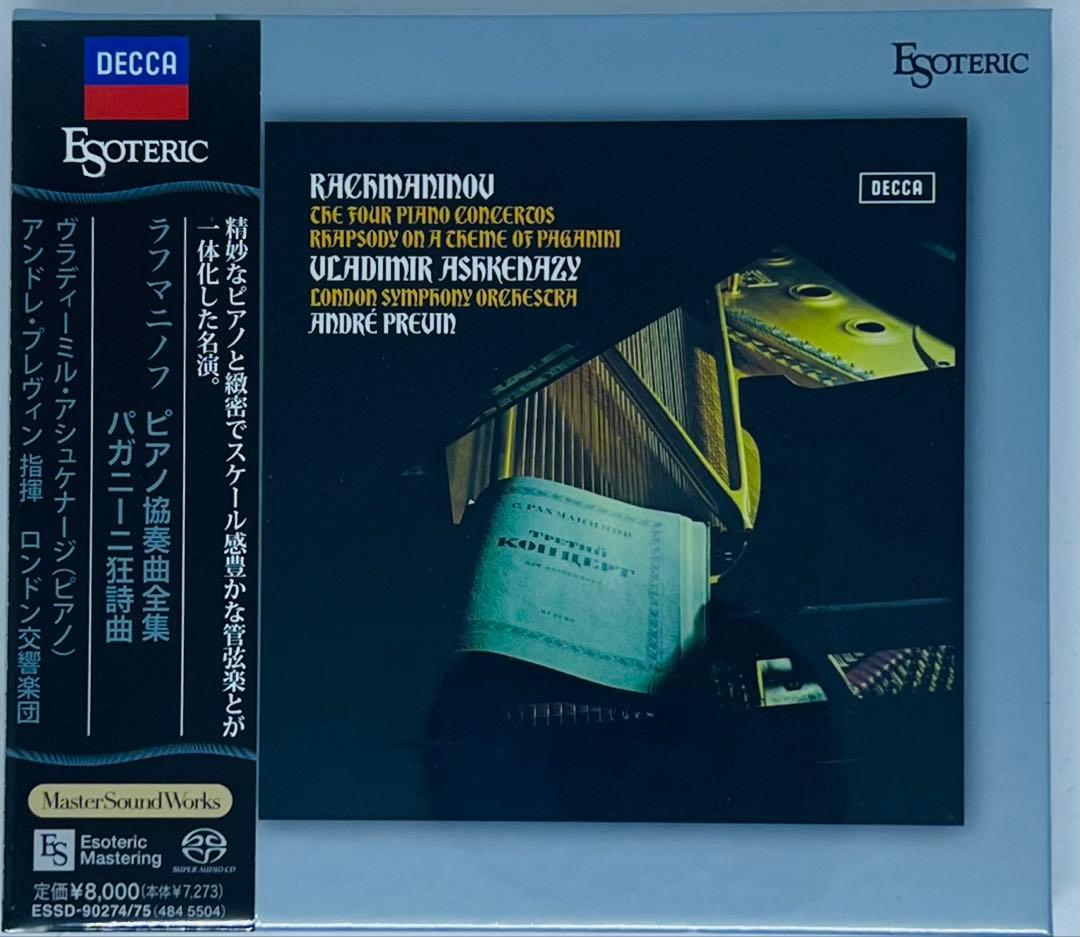 DECCA
ESOTERIC
精妙なピアノと緻密でスケール感豊かな管弦楽とが
一体化した名演。
ラフマニノフ ピアノ協奏曲全集
パガニーニ狂詩曲
ヴラディーミル・アシュケナージ(ピアノ)
アンドレ・プレヴィン 指揮 ロンドン交響楽団
MasterSoundWorks
ES
Esoteric
Mastering
SUPER AUDIO CD
定価¥8,000(本体¥7,273)
ESSD-90274/75(484 5504)
ESOTERIC
RACHMANINOV
THE FOUR PIANO CONCERTOS
RHAPSODY ON A THEME OF PAGANINI
VLADIMIR ASHKENAZY
LONDON SYMPHONY ORCHESTRA
ANDRÉ PREVIN
DECCA
С. РАХМАНИНОВ
ТРЕТИЙ
КОНЦЕРТ